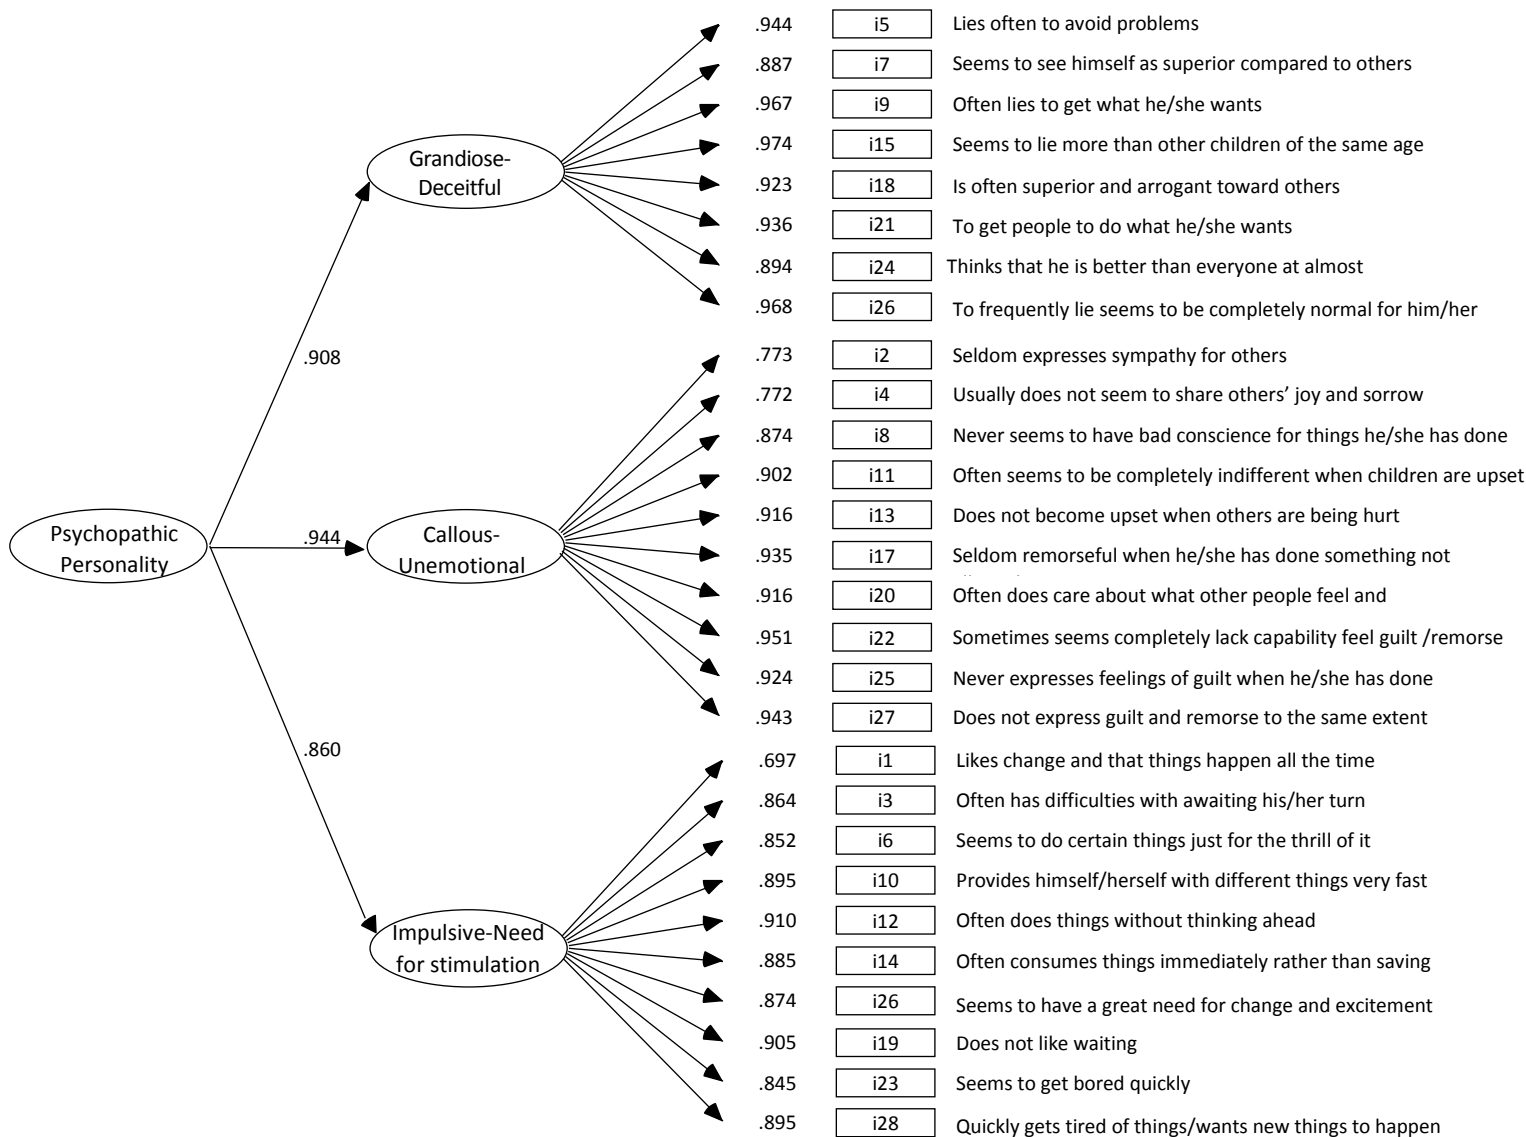 .944 i5 Lies often to avoid problems
.887 i7 Seems to see himself as superior compared to others
.967 i9 Often lies to get what he/she wants
.974 i15 Seems to lie more than other children of the same age
.923 i18 Is often superior and arrogant toward others
.936 i21 To get people to do what he/she wants
.894 i24 Thinks that he is better than everyone at almost
.968 i26 To frequently lie seems to be completely normal for him/her
Grandiose-
Deceitful
.908
.773 i2 Seldom expresses sympathy for others
.772 i4 Usually does not seem to share others’ joy and sorrow
.874 i8 Never seems to have bad conscience for things he/she has done
.902 i11 Often seems to be completely indifferent when children are upset
.916 i13 Does not become upset when others are being hurt
.935 i17 Seldom remorseful when he/she has done something not
.916 i20 Often does care about what other people feel and
.951 i22 Sometimes seems completely lack capability feel guilt /remorse
.924 i25 Never expresses feelings of guilt when he/she has done
.943 i27 Does not express guilt and remorse to the same extent
Psychopathic
Personality
.944
Callous-
Unemotional
.860
.697 i1 Likes change and that things happen all the time
.864 i3 Often has difficulties with awaiting his/her turn
.852 i6 Seems to do certain things just for the thrill of it
.895 i10 Provides himself/herself with different things very fast
.910 i12 Often does things without thinking ahead
.885 i14 Often consumes things immediately rather than saving
.874 i26 Seems to have a great need for change and excitement
.905 i19 Does not like waiting
.845 i23 Seems to get bored quickly
.895 i28 Quickly gets tired of things/wants new things to happen
Impulsive-Need
for stimulation